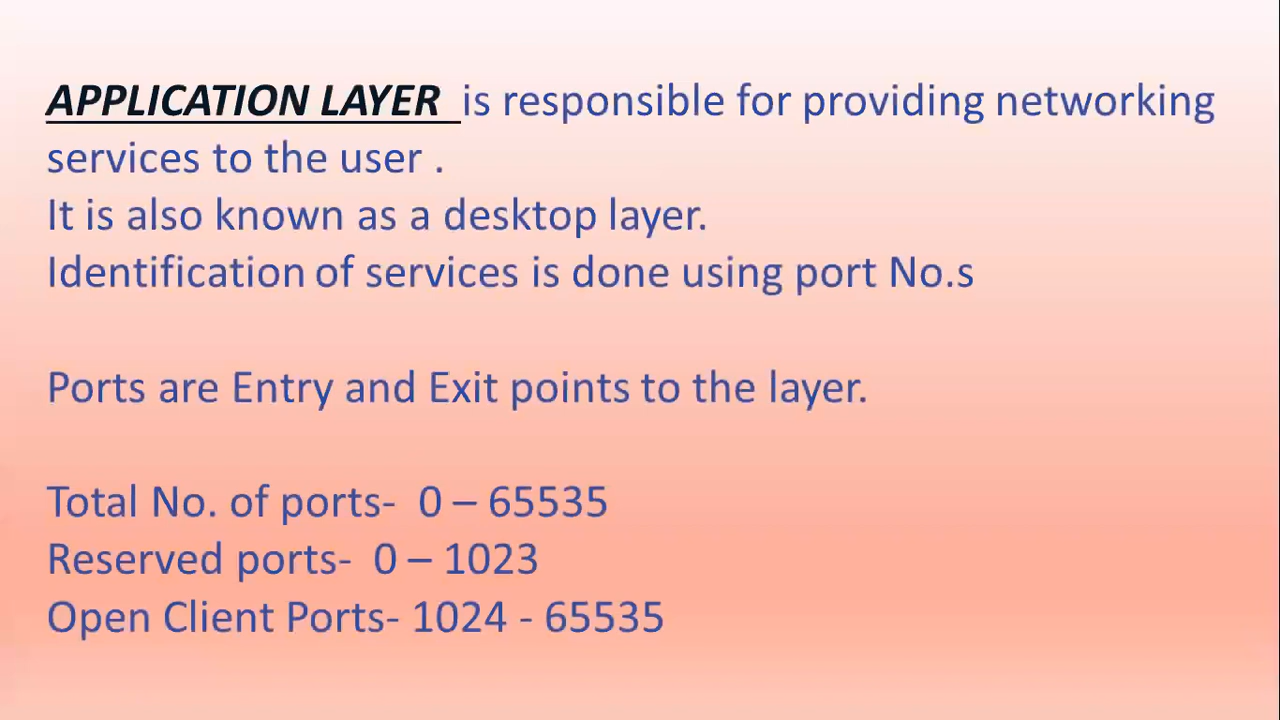 APPLICATION LAYER is responsible for providing networking
services to the user .
It is also known as a desktop layer.
Identification of services is done using port No.s
Ports are Entry and Exit points to the layer.
Total No. of ports-  0 – 65535
Reserved ports-  0 – 1023
Open Client Ports- 1024 - 65535